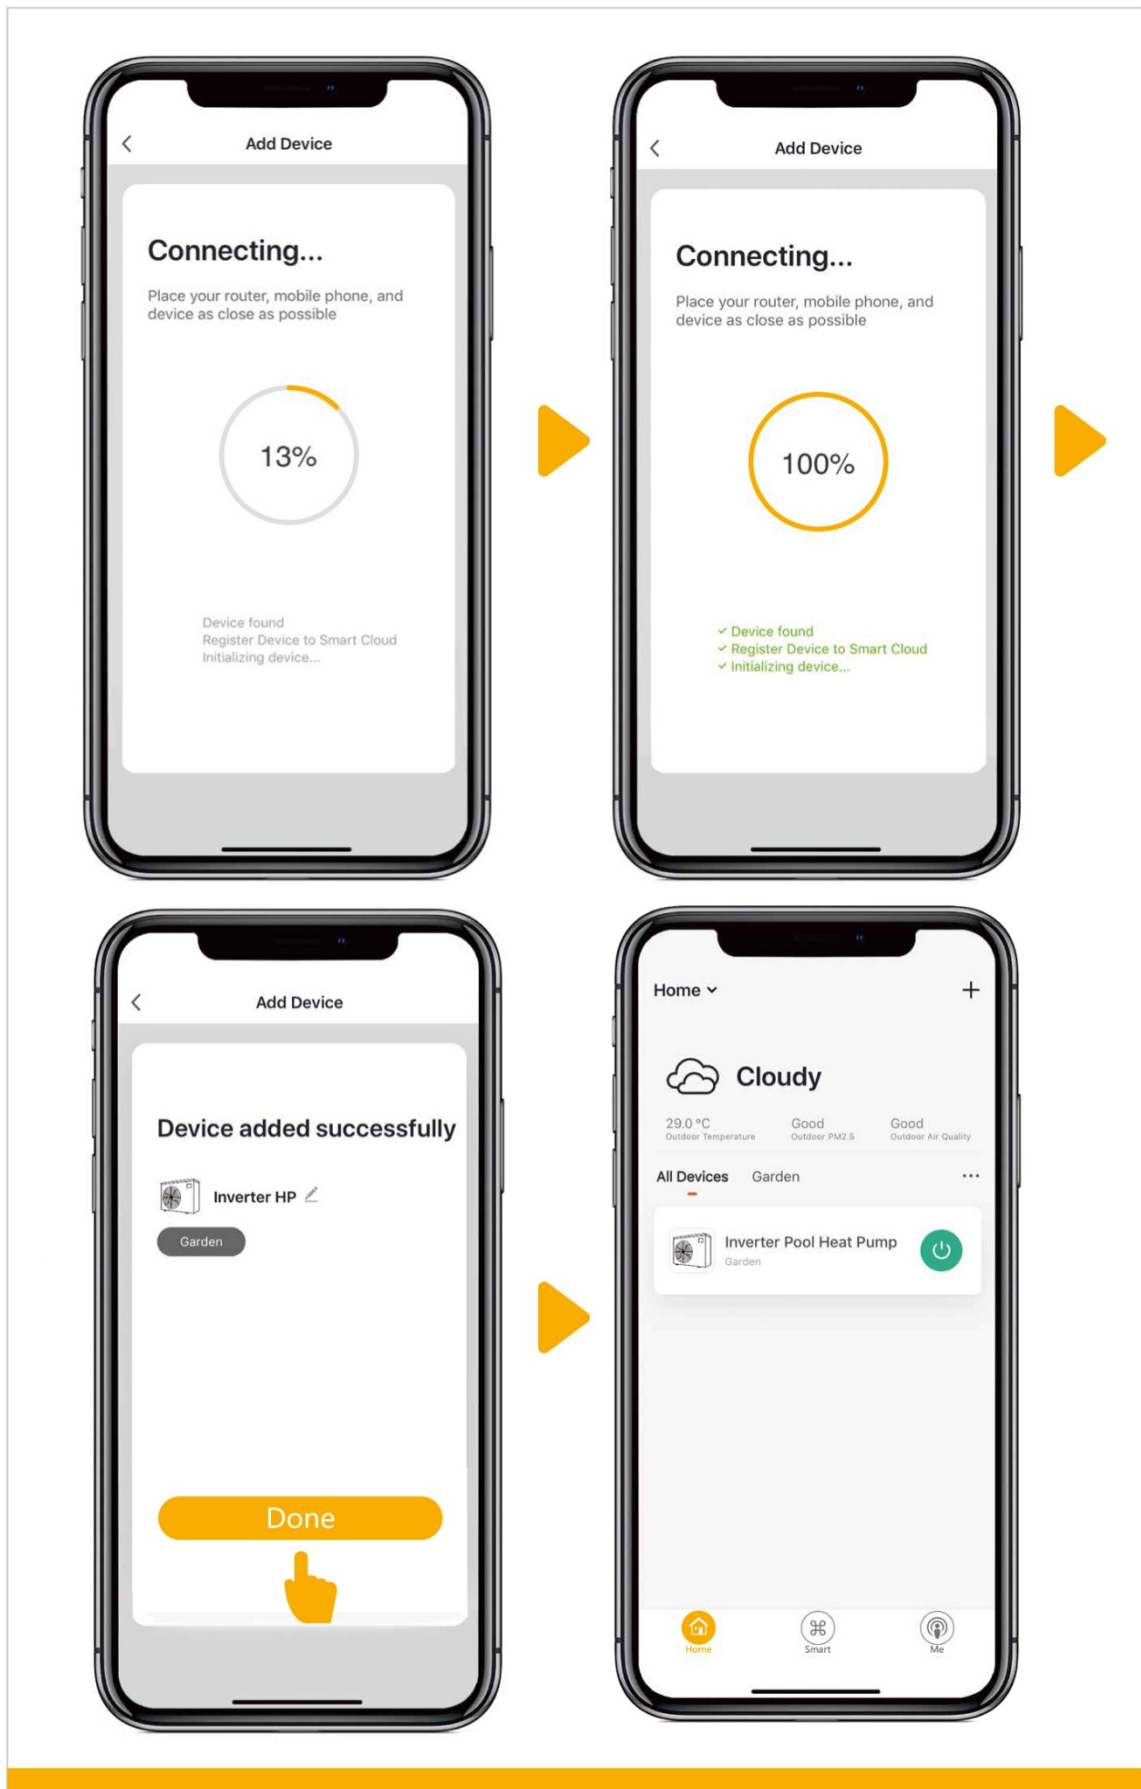 Add Device
Connecting...
Place your router, mobile phone, and
device as close as possible
13%
Device found
Register Device to Smart Cloud
Initializing device...
Add Device
Connecting...
Place your router, mobile phone, and
device as close as possible
100%
Device found
Register Device to Smart Cloud
Initializing device...
Add Device
Device added successfully
Inverter HP
Garden
Done
Home
Cloudy
29.0 °C Good Good
Outdoor Temperature Outdoor PM2.5 Outdoor Air Quality
All Devices Garden
Inverter Pool Heat Pump
Garden
Home Smart Me